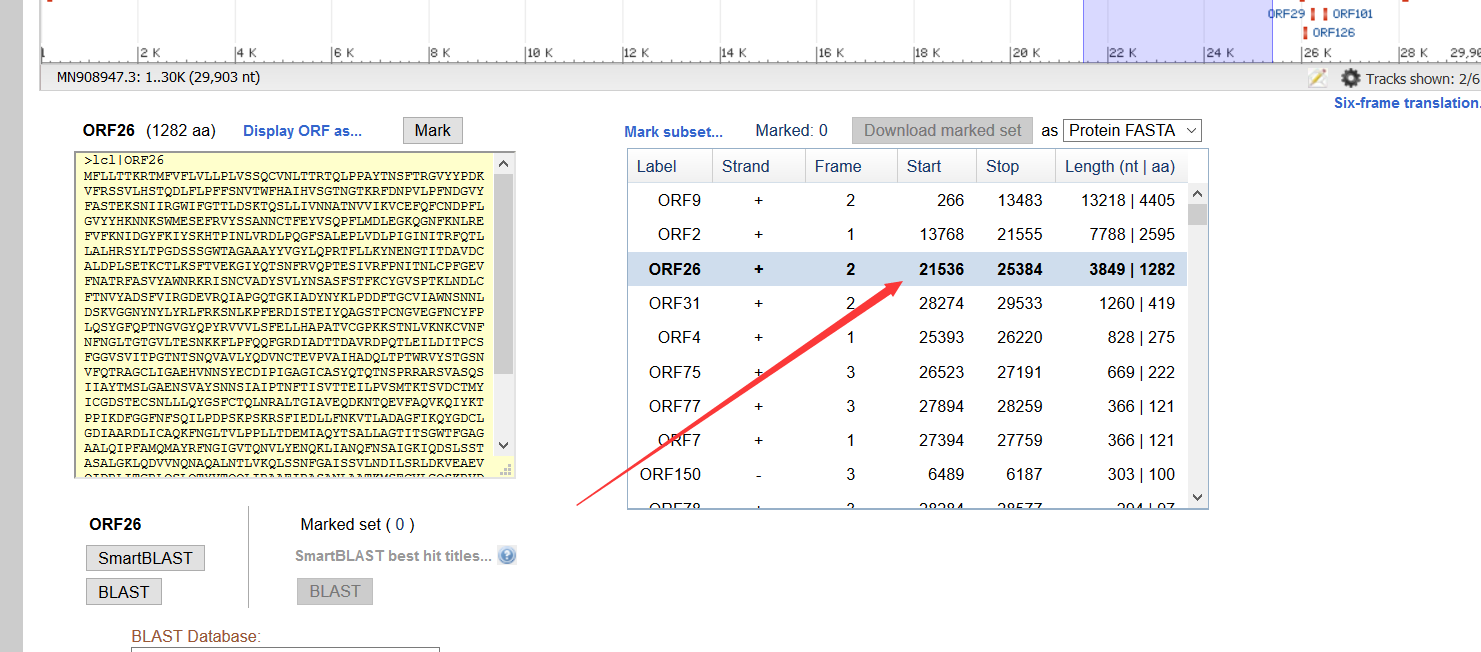 ORF29 ORF101
ORF126
1 2 K 4 K 6 K 8 K 10 K 12 K 14 K 16 K 18 K 20 K 22 K 24 K 26 K 28 K 29,90
MN908947.3: 1..30K (29,903 nt) Tracks shown: 2/6
Six-frame translation.
ORF26 (1282 aa) Display ORF as... Mark
>lcl|ORF26
MFLLTTKRTMFVFLVLLPLVSSQCVNLTTRTQLPPAYTNSFTRGVYYPDK
VFRSSVLHSTQDLFLPFFSNVTWFHAIHVSGTNGTKRFDNPVLPFNDGVY
FASTEKSNIIRGWIFGTTLDSKTQSLLIVNNATNVVIKVCEFQFCNDPFL
GVYYHKNNKSWMESEFRVYSSANNCTFEYVSQPFLMDLEGKQGNFKNLRE
FVFKNIDGYFKIYSKHTPINLVRDLPQGFSALEPLVDLPIGINITRFQTL
LALHRSYLTPGDSSSGWTAGAAAYYVGYLQPRTFLLKYNENGTITDAVDC
ALDPLSETKCTLKSFTVEKGIYQTSNFRVQPTESIVRFPNITNLCPFGEV
FNATRFASVYAWNRKRISNCVADYSVLYNSASFSTFKCYGVSPTKLNDLC
FTNVYADSFVIRGDEVRQIAPGQTGKIADYNYKLPDDFTGCVIAWNSNNL
DSKVGGNYNYLYRLFRKSNLKPFERDISTEIYQAGSTPCNGVEGFNCYFP
LQSYGFQPTNGVGYQPYRVVVLSFELLHAPATVCGPKKSTNLVKNKCVNF
NFNGLTGTGVLTESNKKFLPFQQFGRDIADTTDAVRDPQTLEILDITPCS
FGGVSVITPGTNTSNQVAVLYQDVNCTEVPVAIHADQLTPTWRVYSTGSN
VFQTRAGCLIGAEHVNNSYECDIPIGAGICASYQTQTNSPRRARSVASQS
IIAYTMSLGAENSVAYSNNSIAIPTNFTISVTTEILPVSMTKTSVDCTMY
ICGDSTECSNLLLQYGSFCTQLNRALTGIAVEQDKNTQEVFAQVKQIYKT
PPIKDFGGFNFSQILPDPSKPSKRSFIEDLLFNKVTLADAGFIKQYGDCL
GDIAARDLICAQKFNGLTVLPPLLTDEMIAQYTSALLAGTITSGWTFGAG
AALQIPFAMQMAYRFNGIGVTQNVLYENQKLIANQFNSAIGKIQDSLSST
ASALGKLQDVVNQNAQALNTLVKQLSSNFGAISSVLNDILSRLDKVEAEV
Mark subset... Marked: 0 Download marked set as Protein FASTA
Label Strand Frame Start Stop Length (nt | aa)
ORF9 + 2 266 13483 13218 | 4405
ORF2 + 1 13768 21555 7788 | 2595
ORF26 + 2 21536 25384 3849 | 1282
ORF31 + 2 28274 29533 1260 | 419
ORF4 + 1 25393 26220 828 | 275
ORF75 + 3 26523 27191 669 | 222
ORF77 + 3 27894 28259 366 | 121
ORF7 + 1 27394 27759 366 | 121
ORF150 - 3 6489 6187 303 | 100
ORF78 28284 28577 294 | 97
ORF26 Marked set ( 0 )
SmartBLAST SmartBLAST best hit titles...
BLAST BLAST
BLAST Database: